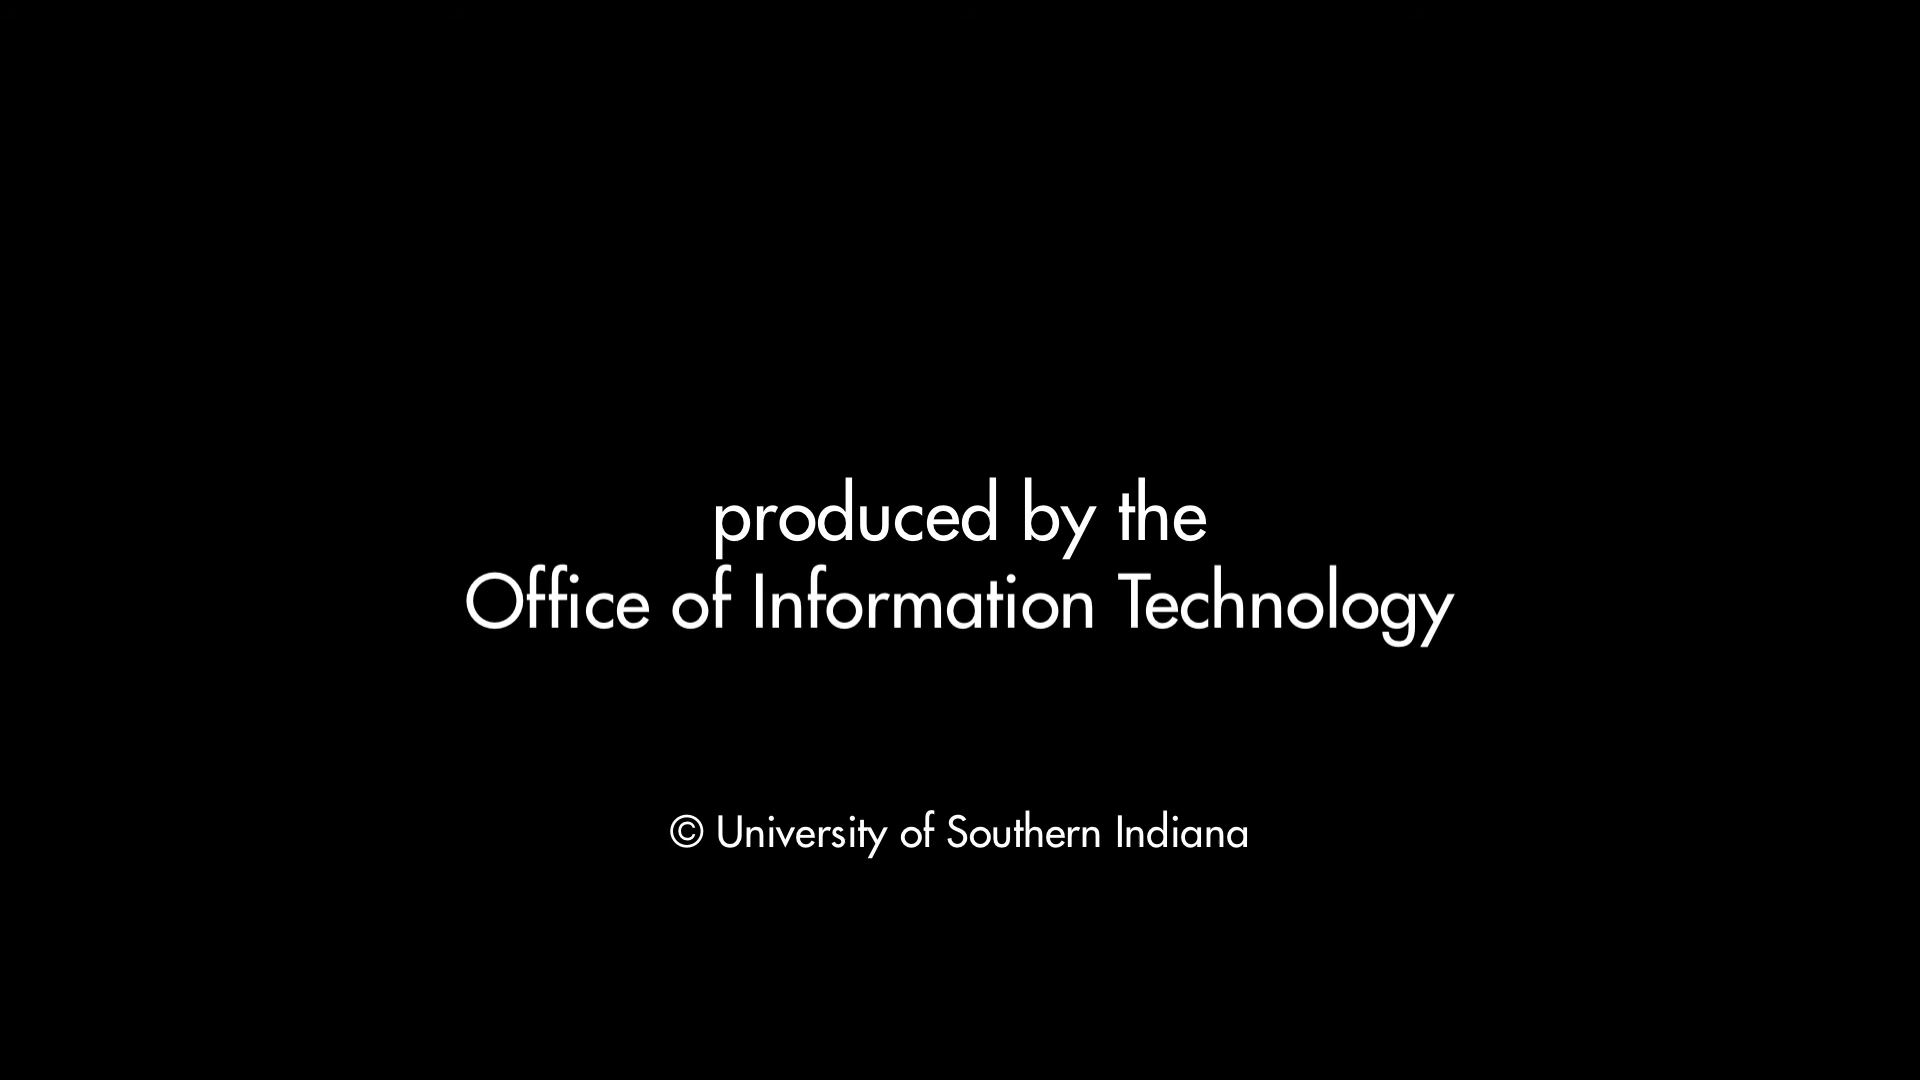 produced by the
Office of Information Technology
© University of Southern Indiana